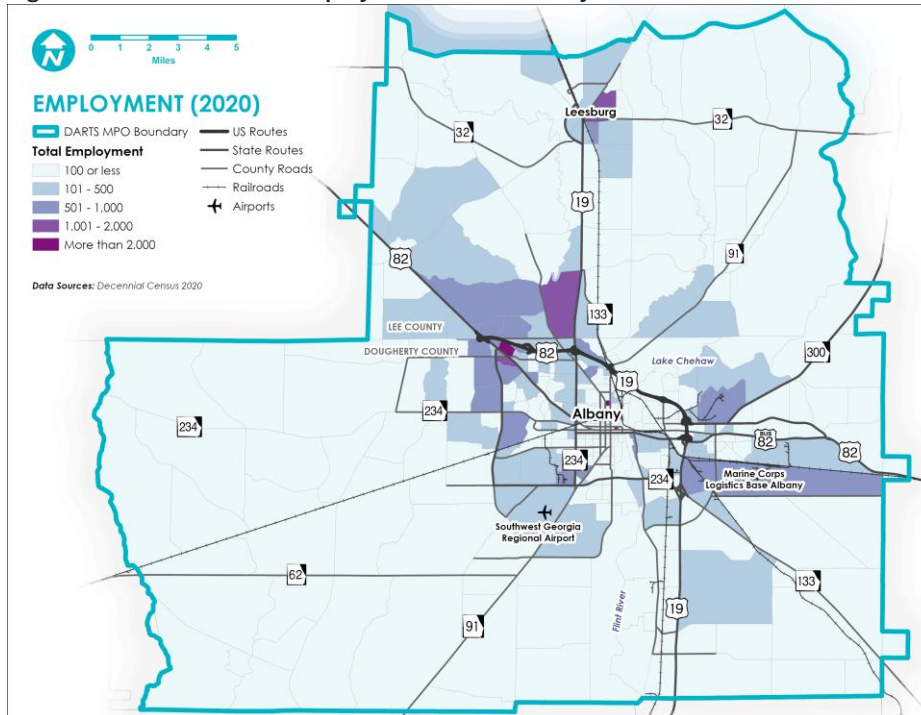 N
0 1 2 3 4 5
Miles
EMPLOYMENT (2020)
DARTS MPO Boundary
Total Employment
100 or less
101 - 500
501 - 1,000
1.001 - 2,000
More than 2,000
US Routes
State Routes
County Roads
Railroads
Airports
Data Sources: Decennial Census 2020
Leesburg
32
32
19
82
91
133
LEE COUNTY
DOUGHERTY COUNTY
82
Lake Chehaw
300
19
234
234
Albany
BUS
82
82
234
234
Marine Corps
Logistics Base Albany
Southwest Georgia
Regional Airport
62
Flint River
133
19
91